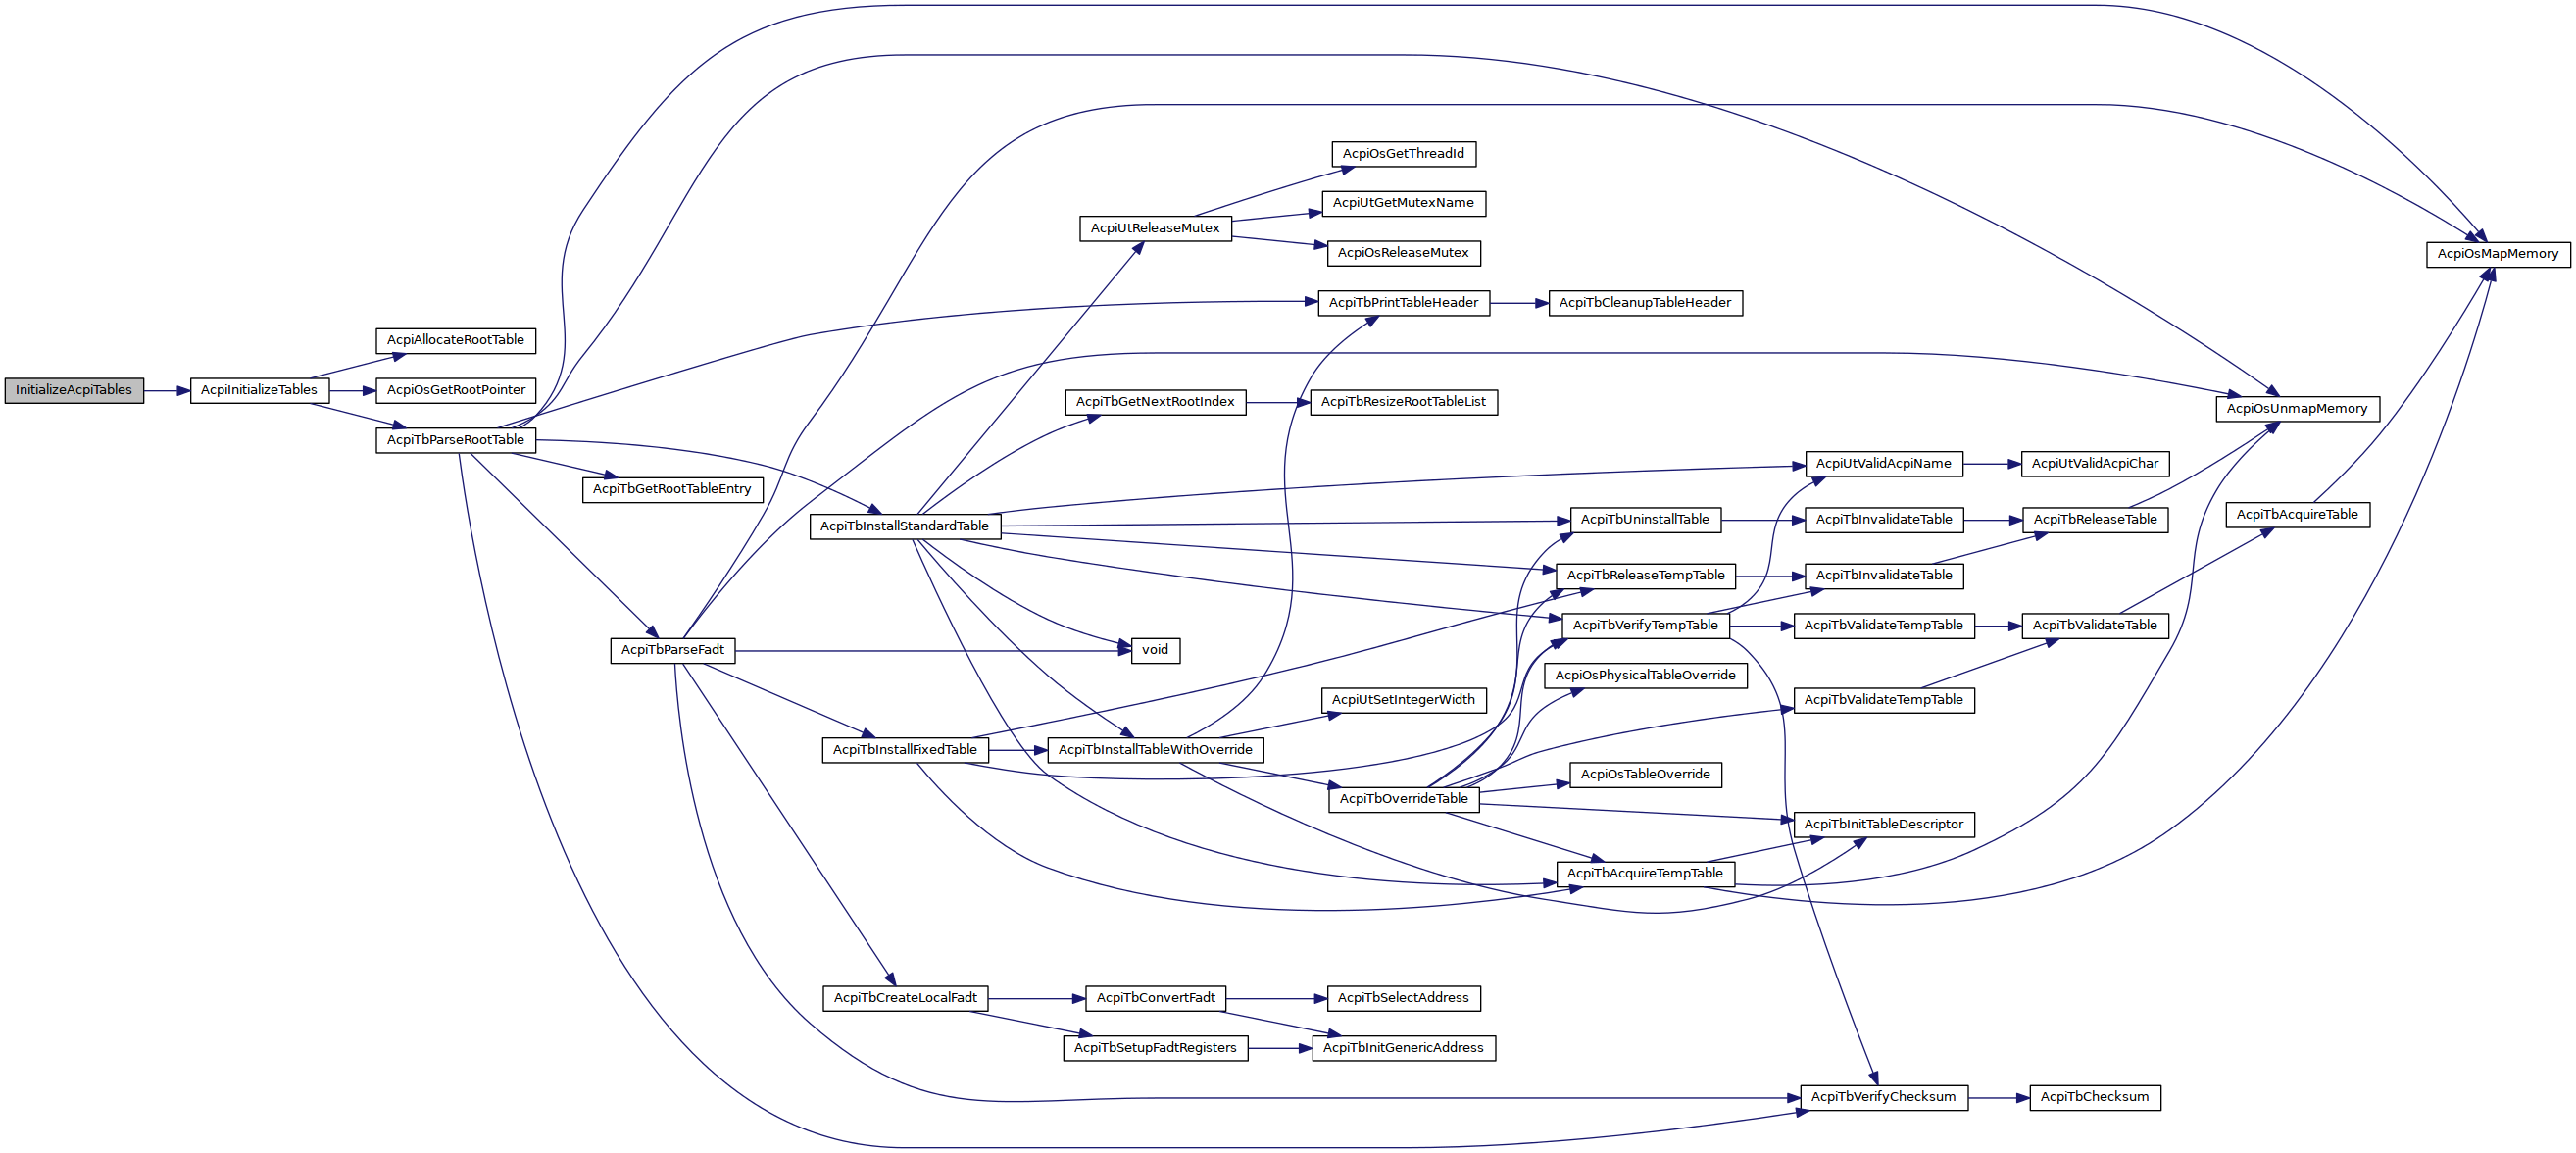 AcpiOsGetThreadId
AcpiUtGetMutexName
AcpiUtReleaseMutex
AcpiOsReleaseMutex
AcpiOsMapMemory
AcpiTbPrintTableHeader
AcpiTbCleanupTableHeader
AcpiAllocateRootTable
InitializeAcpiTables
AcpiInitializeTables
AcpiOsGetRootPointer
AcpiTbGetNextRootIndex
AcpiTbResizeRootTableList
AcpiOsUnmapMemory
AcpiTbParseRootTable
AcpiUtValidAcpiName
AcpiUtValidAcpiChar
AcpiTbGetRootTableEntry
AcpiTbInstallStandardTable
AcpiTbUninstallTable
AcpiTbInvalidateTable
AcpiTbReleaseTable
AcpiTbAcquireTable
AcpiTbReleaseTempTable
AcpiTbInvalidateTable
AcpiTbVerifyTempTable
AcpiTbValidateTempTable
AcpiTbValidateTable
AcpiTbParseFadt
void
AcpiOsPhysicalTableOverride
AcpiUtSetIntegerWidth
AcpiTbValidateTempTable
AcpiTbInstallFixedTable
AcpiTbInstallTableWithOverride
AcpiOsTableOverride
AcpiTbOverrideTable
AcpiTbInitTableDescriptor
AcpiTbAcquireTempTable
AcpiTbCreateLocalFadt
AcpiTbConvertFadt
AcpiTbSelectAddress
AcpiTbSetupFadtRegisters
AcpiTbInitGenericAddress
AcpiTbVerifyChecksum
AcpiTbChecksum